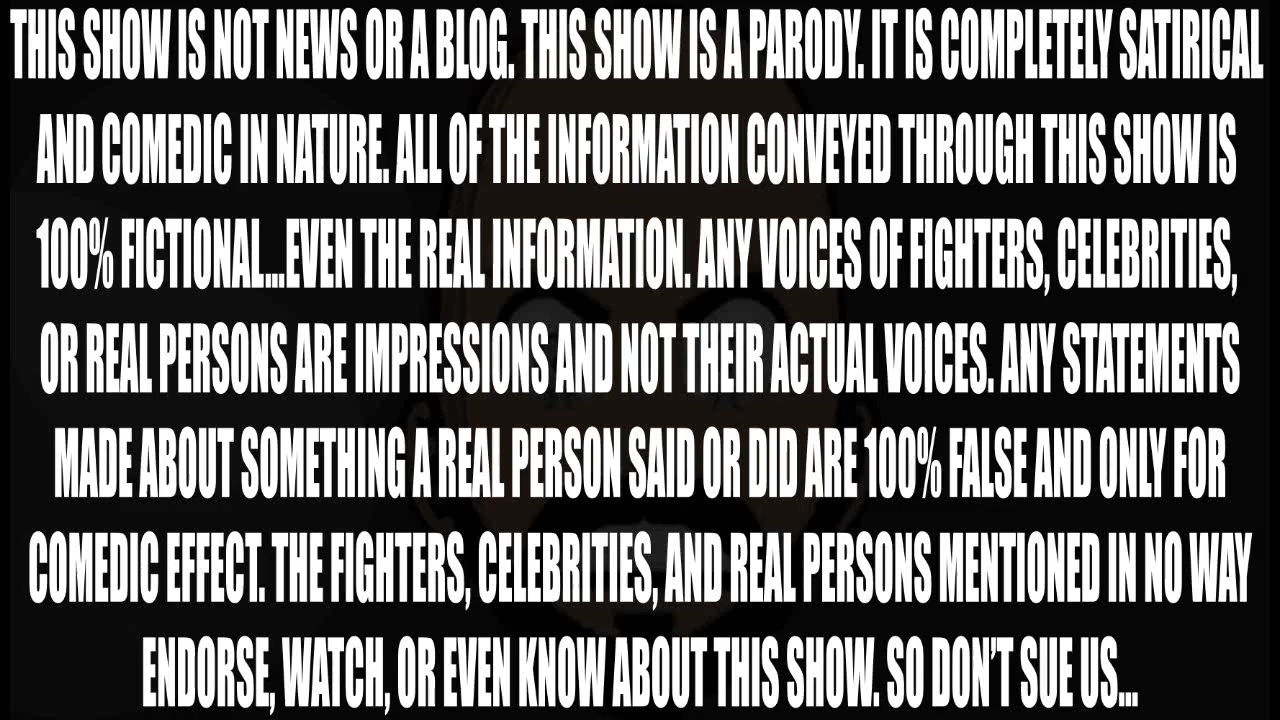 THIS SHOW IS NOT NEWS OR A BLOG. THIS SHOW IS A PARODY. IT IS COMPLETELY SATIRICAL
AND COMEDIC IN NATURE. ALL OF THE INFORMATION CONVEYED THROUGH THIS SHOW IS
100% FICTIONAL...EVEN THE REAL INFORMATION. ANY VOICES OF FIGHTERS, CELEBRITIES,
OR REAL PERSONS ARE IMPRESSIONS AND NOT THEIR ACTUAL VOICES. ANY STATEMENTS
MADE ABOUT SOMETHING A REAL PERSON SAID OR DID ARE 100% FALSE AND ONLY FOR
COMEDIC EFFECT. THE FIGHTERS, CELEBRITIES, AND REAL PERSONS MENTIONED IN NO WAY
ENDORSE, WATCH, OR EVEN KNOW ABOUT THIS SHOW. SO DON'T SUE US...